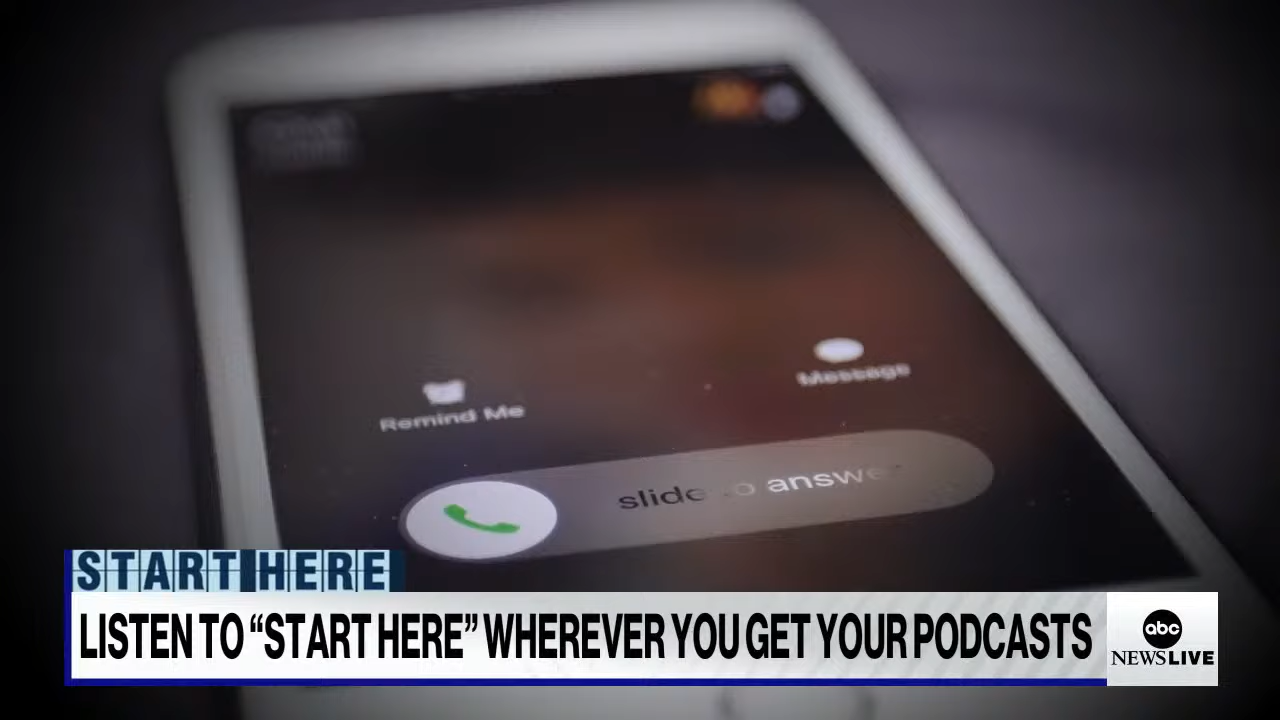 Message
Remind Me
slide to answer
START HERE
LISTEN TO “START HERE” WHEREVER YOU GET YOUR PODCASTS
abc
NEWS LIVE